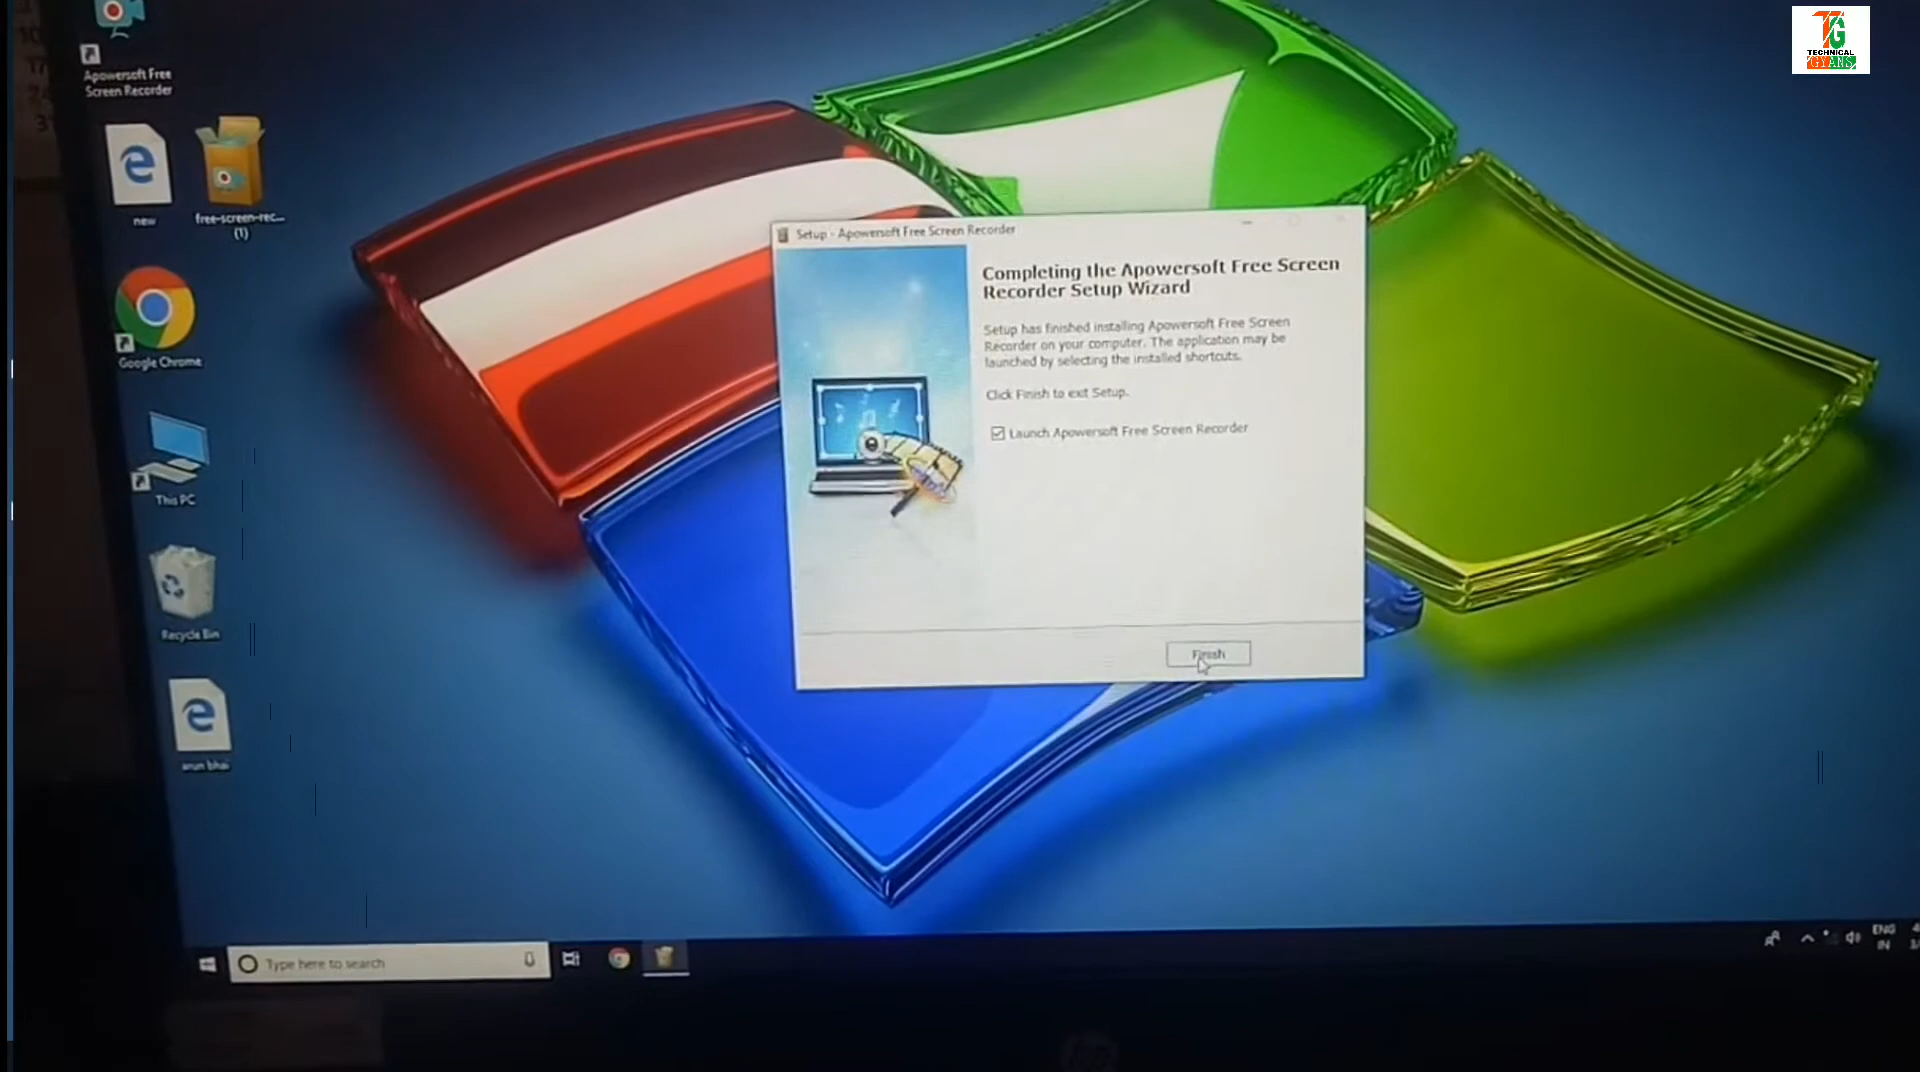 Apowersoft Free
Screen Recorder
new
free-screen-rec...
(1)
Google Chrome
This PC
Recycle Bin
arun bhai
TG
TECHNICAL
GYANS
Setup - Apowersoft Free Screen Recorder
Completing the Apowersoft Free Screen
Recorder Setup Wizard
Setup has finished installing Apowersoft Free Screen
Recorder on your computer. The application may be
launched by selecting the installed shortcuts.
Click Finish to exit Setup.
Launch Apowersoft Free Screen Recorder
Finish
Type here to search
ENG
IN
hp